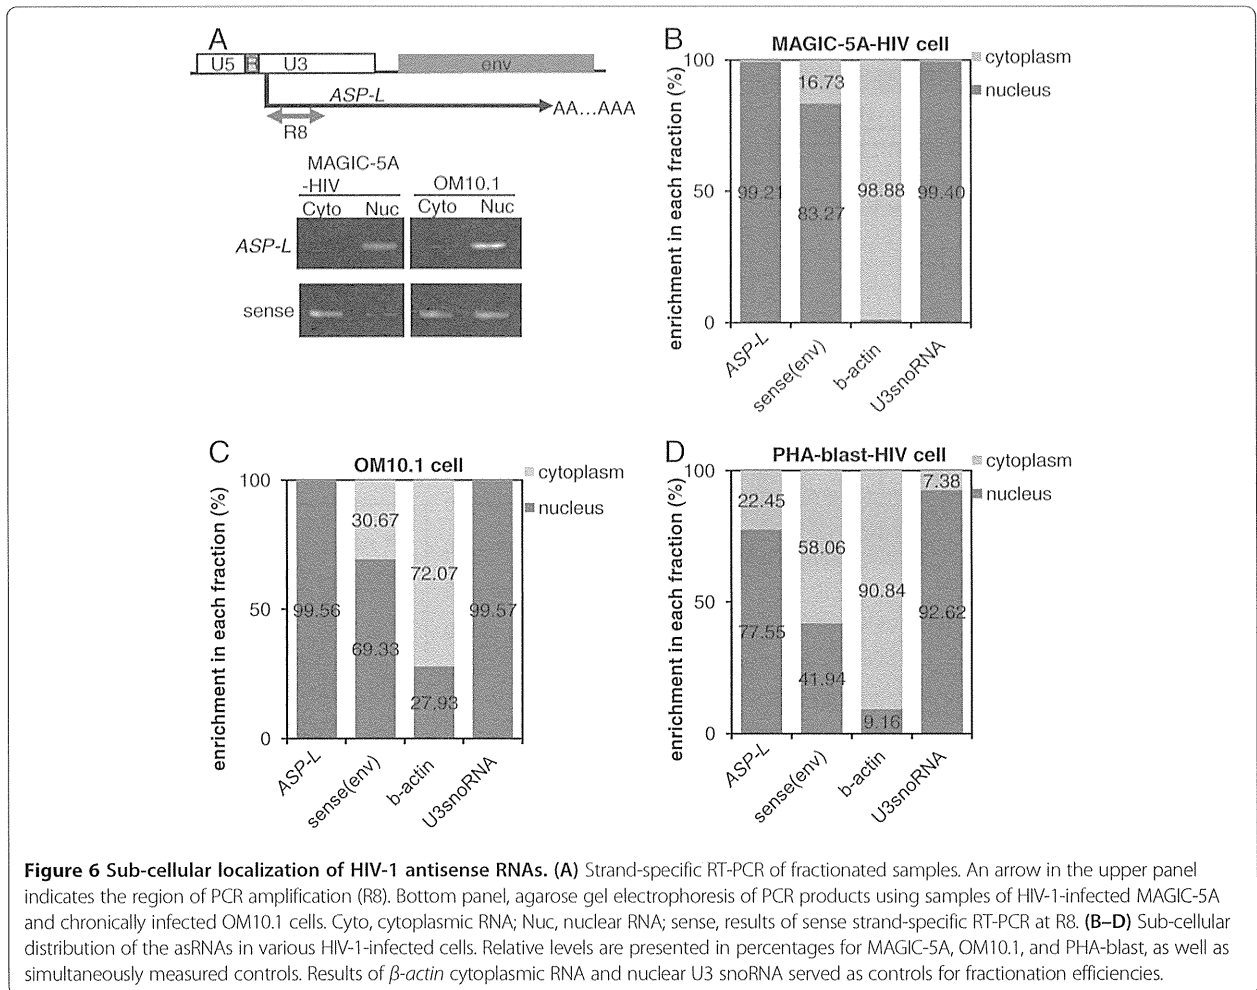 A
U5 R U3 env
ASP-L
AA...AAA
R8
MAGIC-5A
-HIV
OM10.1
Cyto Nuc Cyto Nuc
ASP-L
sense
B
MAGIC-5A-HIV cell
cytoplasm
nucleus
enrichment in each fraction (%)
100
50
0
16.73
99.21
83.27
98.88
99.40
ASP-L
sense(env)
b-actin
U3snoRNA
C
OM10.1 cell
cytoplasm
nucleus
enrichment in each fraction (%)
100
50
0
30.67
72.07
99.56
69.33
27.93
99.57
ASP-L
sense(env)
b-actin
U3snoRNA
D
PHA-blast-HIV cell
cytoplasm
nucleus
enrichment in each fraction (%)
100
50
0
22.45
58.06
90.84
7.38
77.55
41.94
9.16
92.62
ASP-L
sense(env)
b-actin
U3snoRNA
Figure 6 Sub-cellular localization of HIV-1 antisense RNAs. (A) Strand-specific RT-PCR of fractionated samples. An arrow in the upper panel
indicates the region of PCR amplification (R8). Bottom panel, agarose gel electrophoresis of PCR products using samples of HIV-1-infected MAGIC-5A
and chronically infected OM10.1 cells. Cyto, cytoplasmic RNA; Nuc, nuclear RNA; sense, results of sense strand-specific RT-PCR at R8. (B–D) Sub-cellular
distribution of the asRNAs in various HIV-1-infected cells. Relative levels are presented in percentages for MAGIC-5A, OM10.1, and PHA-blast, as well as
simultaneously measured controls. Results of β-actin cytoplasmic RNA and nuclear U3 snoRNA served as controls for fractionation efficiencies.